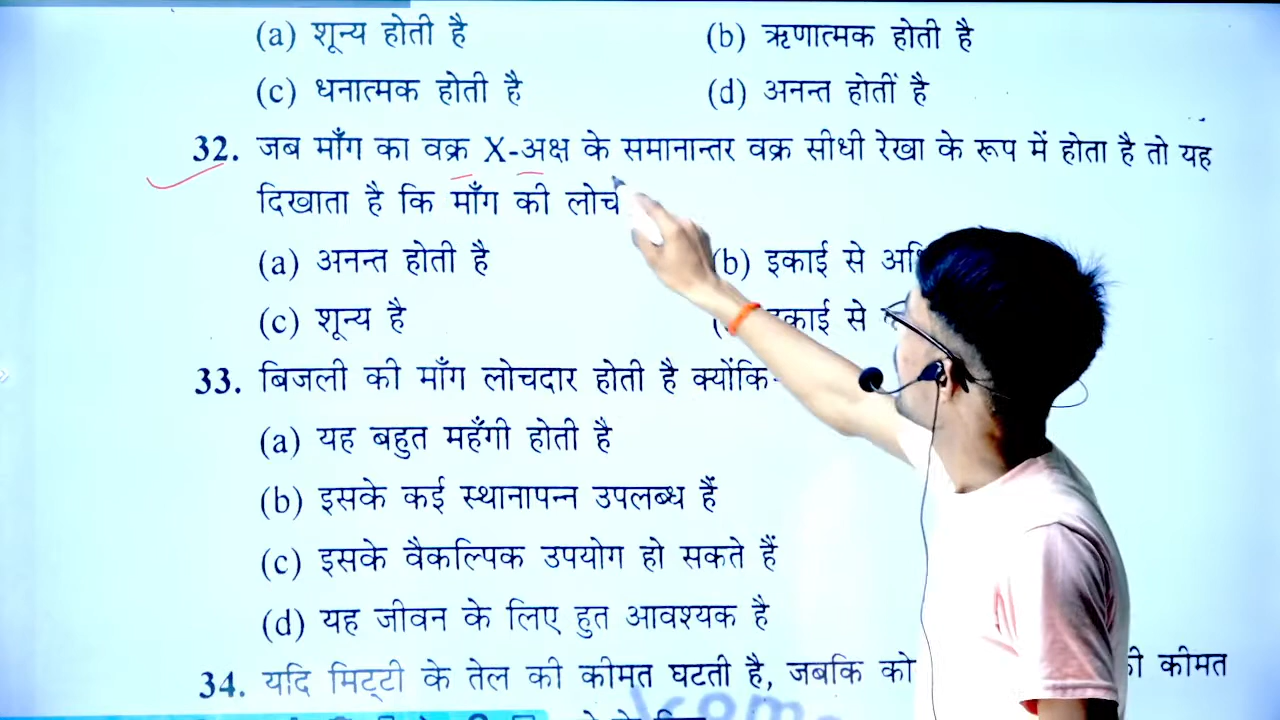 (a) शून्य होती है (b) ऋणात्मक होती है
(c) धनात्मक होती है (d) अनन्त होतीं है
32. जब माँग का वक्र X-अक्ष के समानान्तर वक्र सीधी रेखा के रूप में होता है तो यह
दिखाता है कि माँग की लोच
(a) अनन्त होती है (b) इकाई से
(c) शून्य है इकाई से
33. बिजली की माँग लोचदार होती है क्योंकि-
(a) यह बहुत महँगी होती है
(b) इसके कई स्थानापन्न उपलब्ध हैं
(c) इसके वैकल्पिक उपयोग हो सकते हैं
(d) यह जीवन के लिए हुत आवश्यक है
34. यदि मिट्टी के तेल की कीमत घटती है, जबकि की कीमत